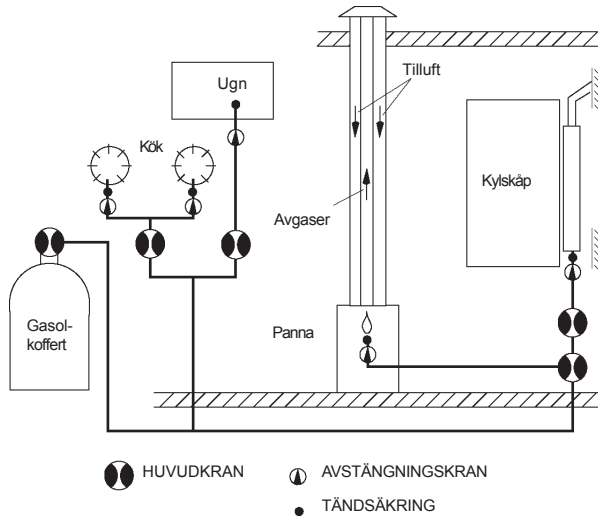 Tilluft
Ugn
Kök
Kylskåp
Avgaser
Gasol-
koffert
Panna
HUVUDKRAN
AVSTÄNGNINGSKRAN
TÄNDSÄKRING